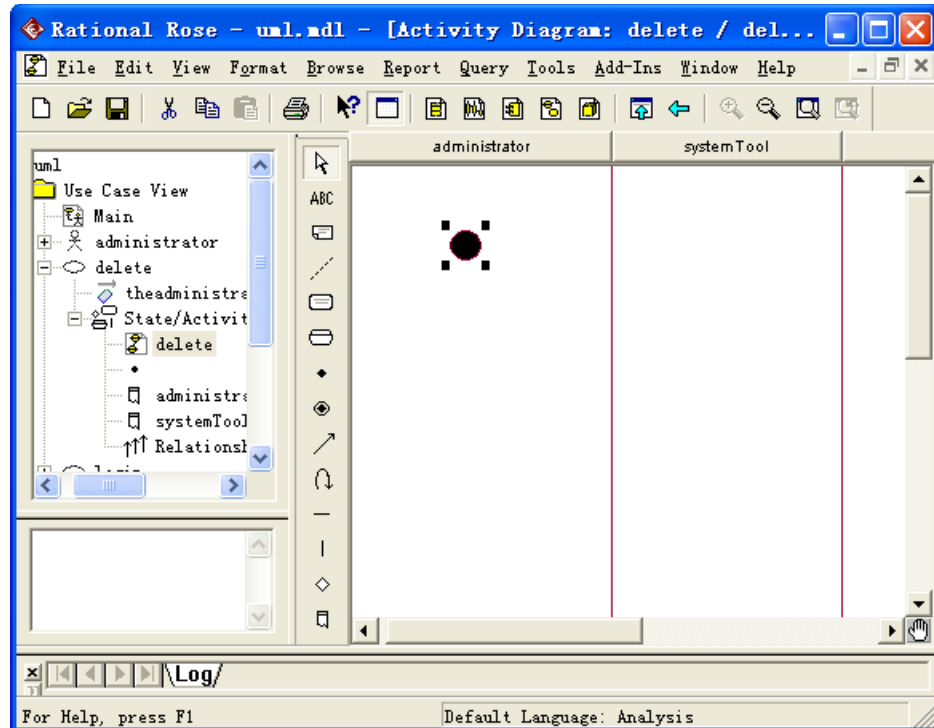 Rational Rose - uml.mdl - [Activity Diagram: delete / del...
File Edit View Format Browse Report Query Tools Add-Ins Window Help
administrator systemTool
uml
Use Case View
Main
administrator
delete
theadministra
State/Activit
delete
administra
systemTool
Relationsh
ABC
Log
For Help, press F1
Default Language: Analysis